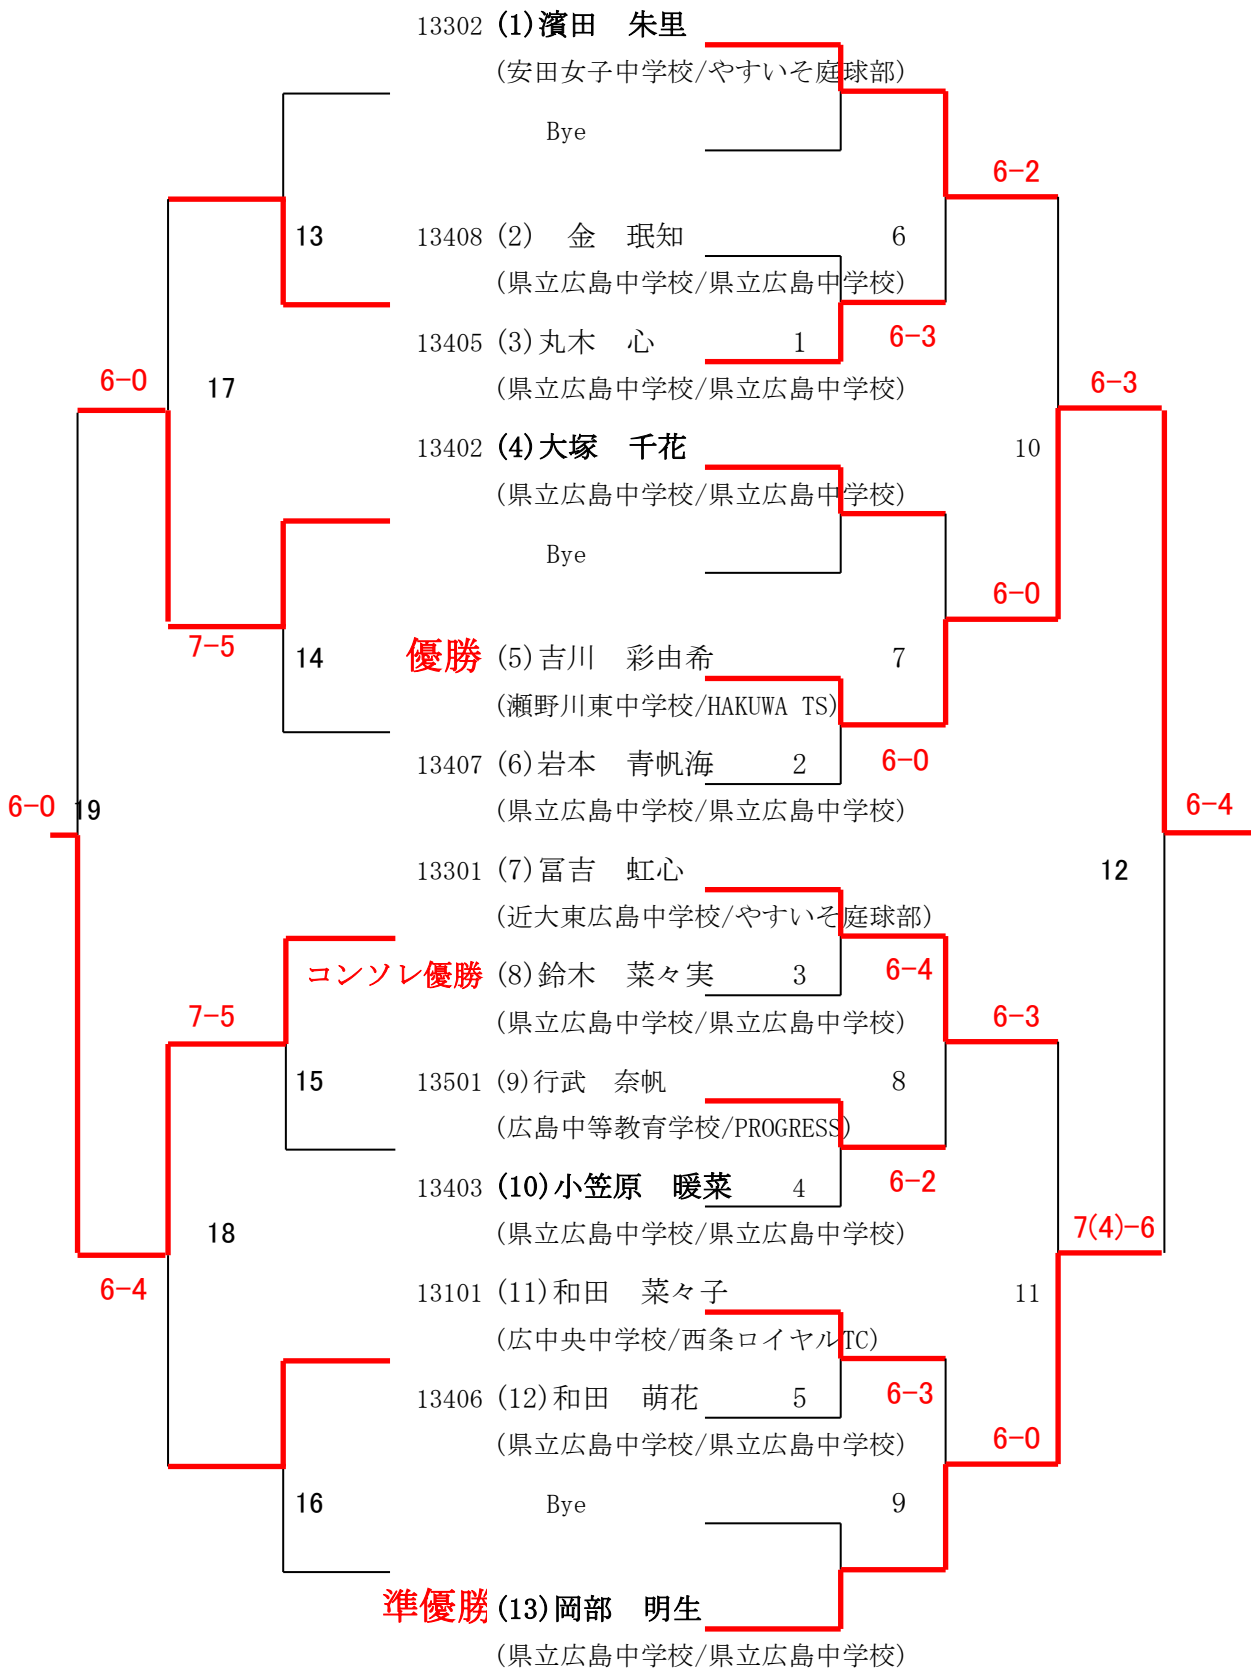 13302 (1)濱田　朱里
(安田女子中学校/やすいそ庭球部)
Bye
6-2
13 13408 (2)　金　珉知 6
(県立広島中学校/県立広島中学校)
13405 (3)丸木　心 1 6-3
6-0 17 (県立広島中学校/県立広島中学校) 6-3
13402 (4)大塚　千花 10
(県立広島中学校/県立広島中学校)
Bye
6-0
7-5 14 優勝 (5)吉川　彩由希 7
(瀬野川東中学校/HAKUWA TS)
13407 (6)岩本　青帆海 2 6-0
6-0 19 (県立広島中学校/県立広島中学校) 6-4
13301 (7)冨吉　虹心 12
(近大東広島中学校/やすいそ庭球部)
コンソレ優勝 (8)鈴木　菜々実 3 6-4
7-5 (県立広島中学校/県立広島中学校) 6-3
15 13501 (9)行武　奈帆 8
(広島中等教育学校/PROGRESS)
13403 (10)小笠原　暖菜 4 6-2
18 (県立広島中学校/県立広島中学校) 7(4)-6
6-4 13101 (11)和田　菜々子 11
(広中央中学校/西条ロイヤルTC)
13406 (12)和田　萌花 5 6-3
(県立広島中学校/県立広島中学校) 6-0
16 Bye 9
準優勝 (13)岡部　明生
(県立広島中学校/県立広島中学校)